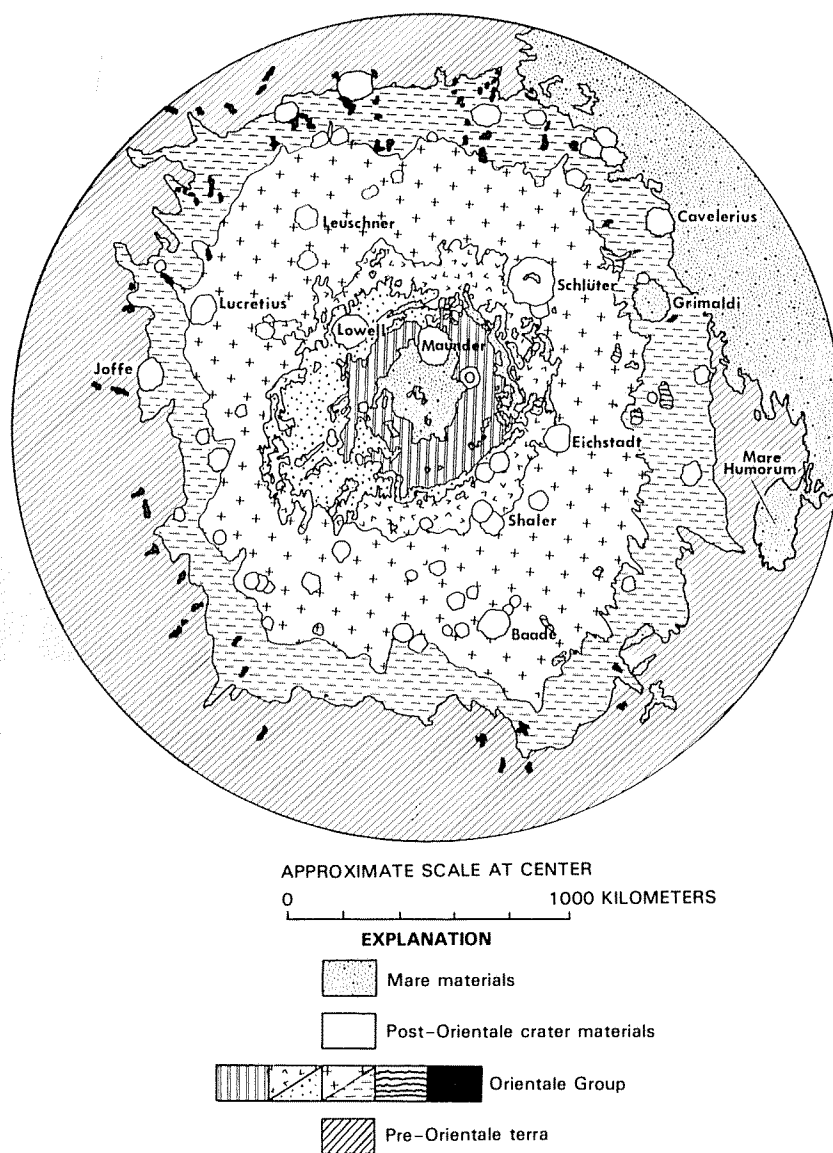 Leuschner
Cavelerius
Schlüter
Lucretius
Grimaldi
Lowell
Maunder
Joffe
Eichstadt
Mare
Humorum
Shaler
Baade
APPROXIMATE SCALE AT CENTER
0 1000 KILOMETERS
EXPLANATION
Mare materials
Post-Orientale crater materials
Orientale Group
Pre-Orientale terra